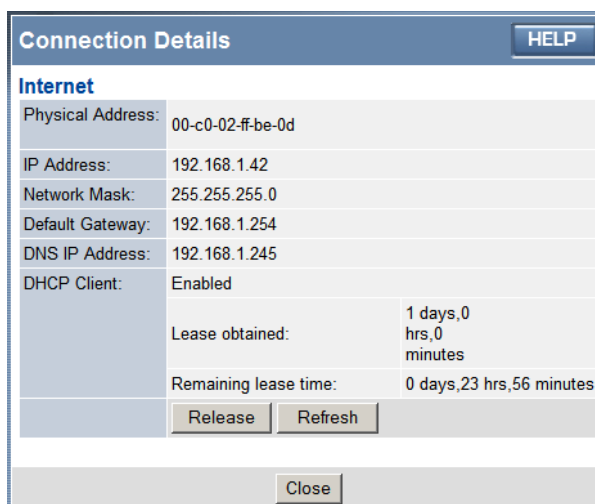 Connection Details
HELP
Internet
Physical Address: 00-c0-02-ff-be-0d
IP Address: 192.168.1.42
Network Mask: 255.255.255.0
Default Gateway: 192.168.1.254
DNS IP Address: 192.168.1.245
DHCP Client: Enabled
Lease obtained: 1 days,0
hrs,0
minutes
Remaining lease time: 0 days,23 hrs,56 minutes
Release Refresh
Close